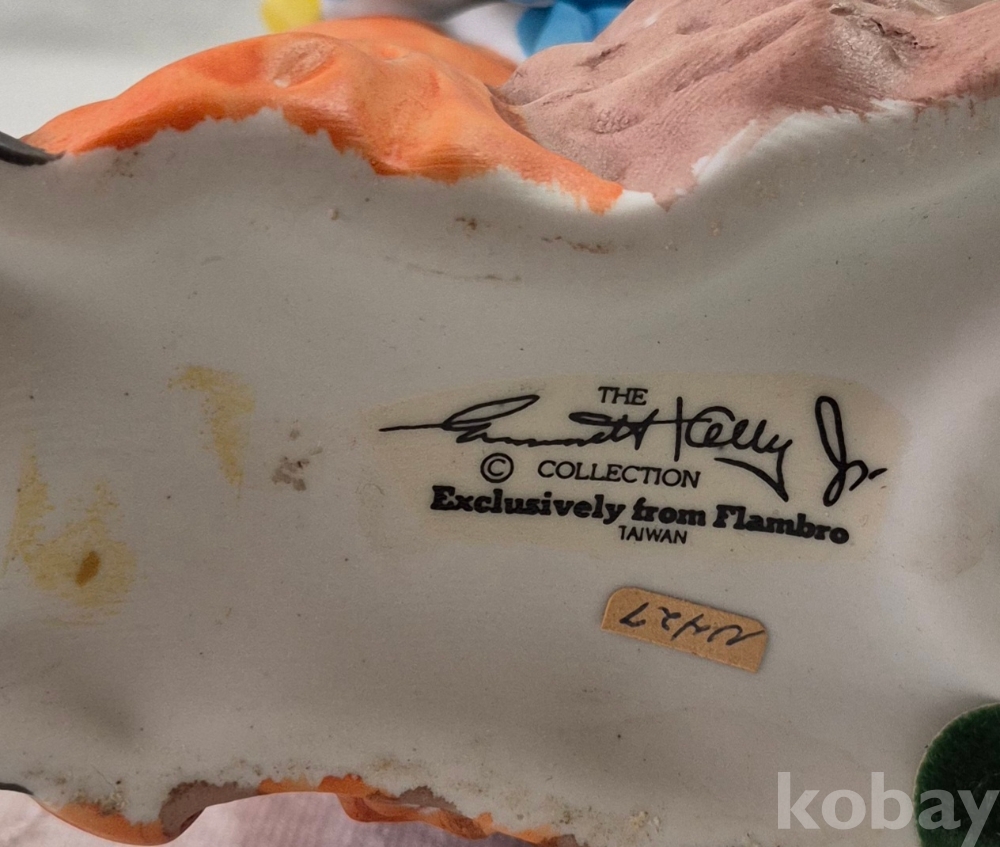 THE
Emmett Kelly Jr.
© COLLECTION
Exclusively from Flambro
TAIWAN
kobay